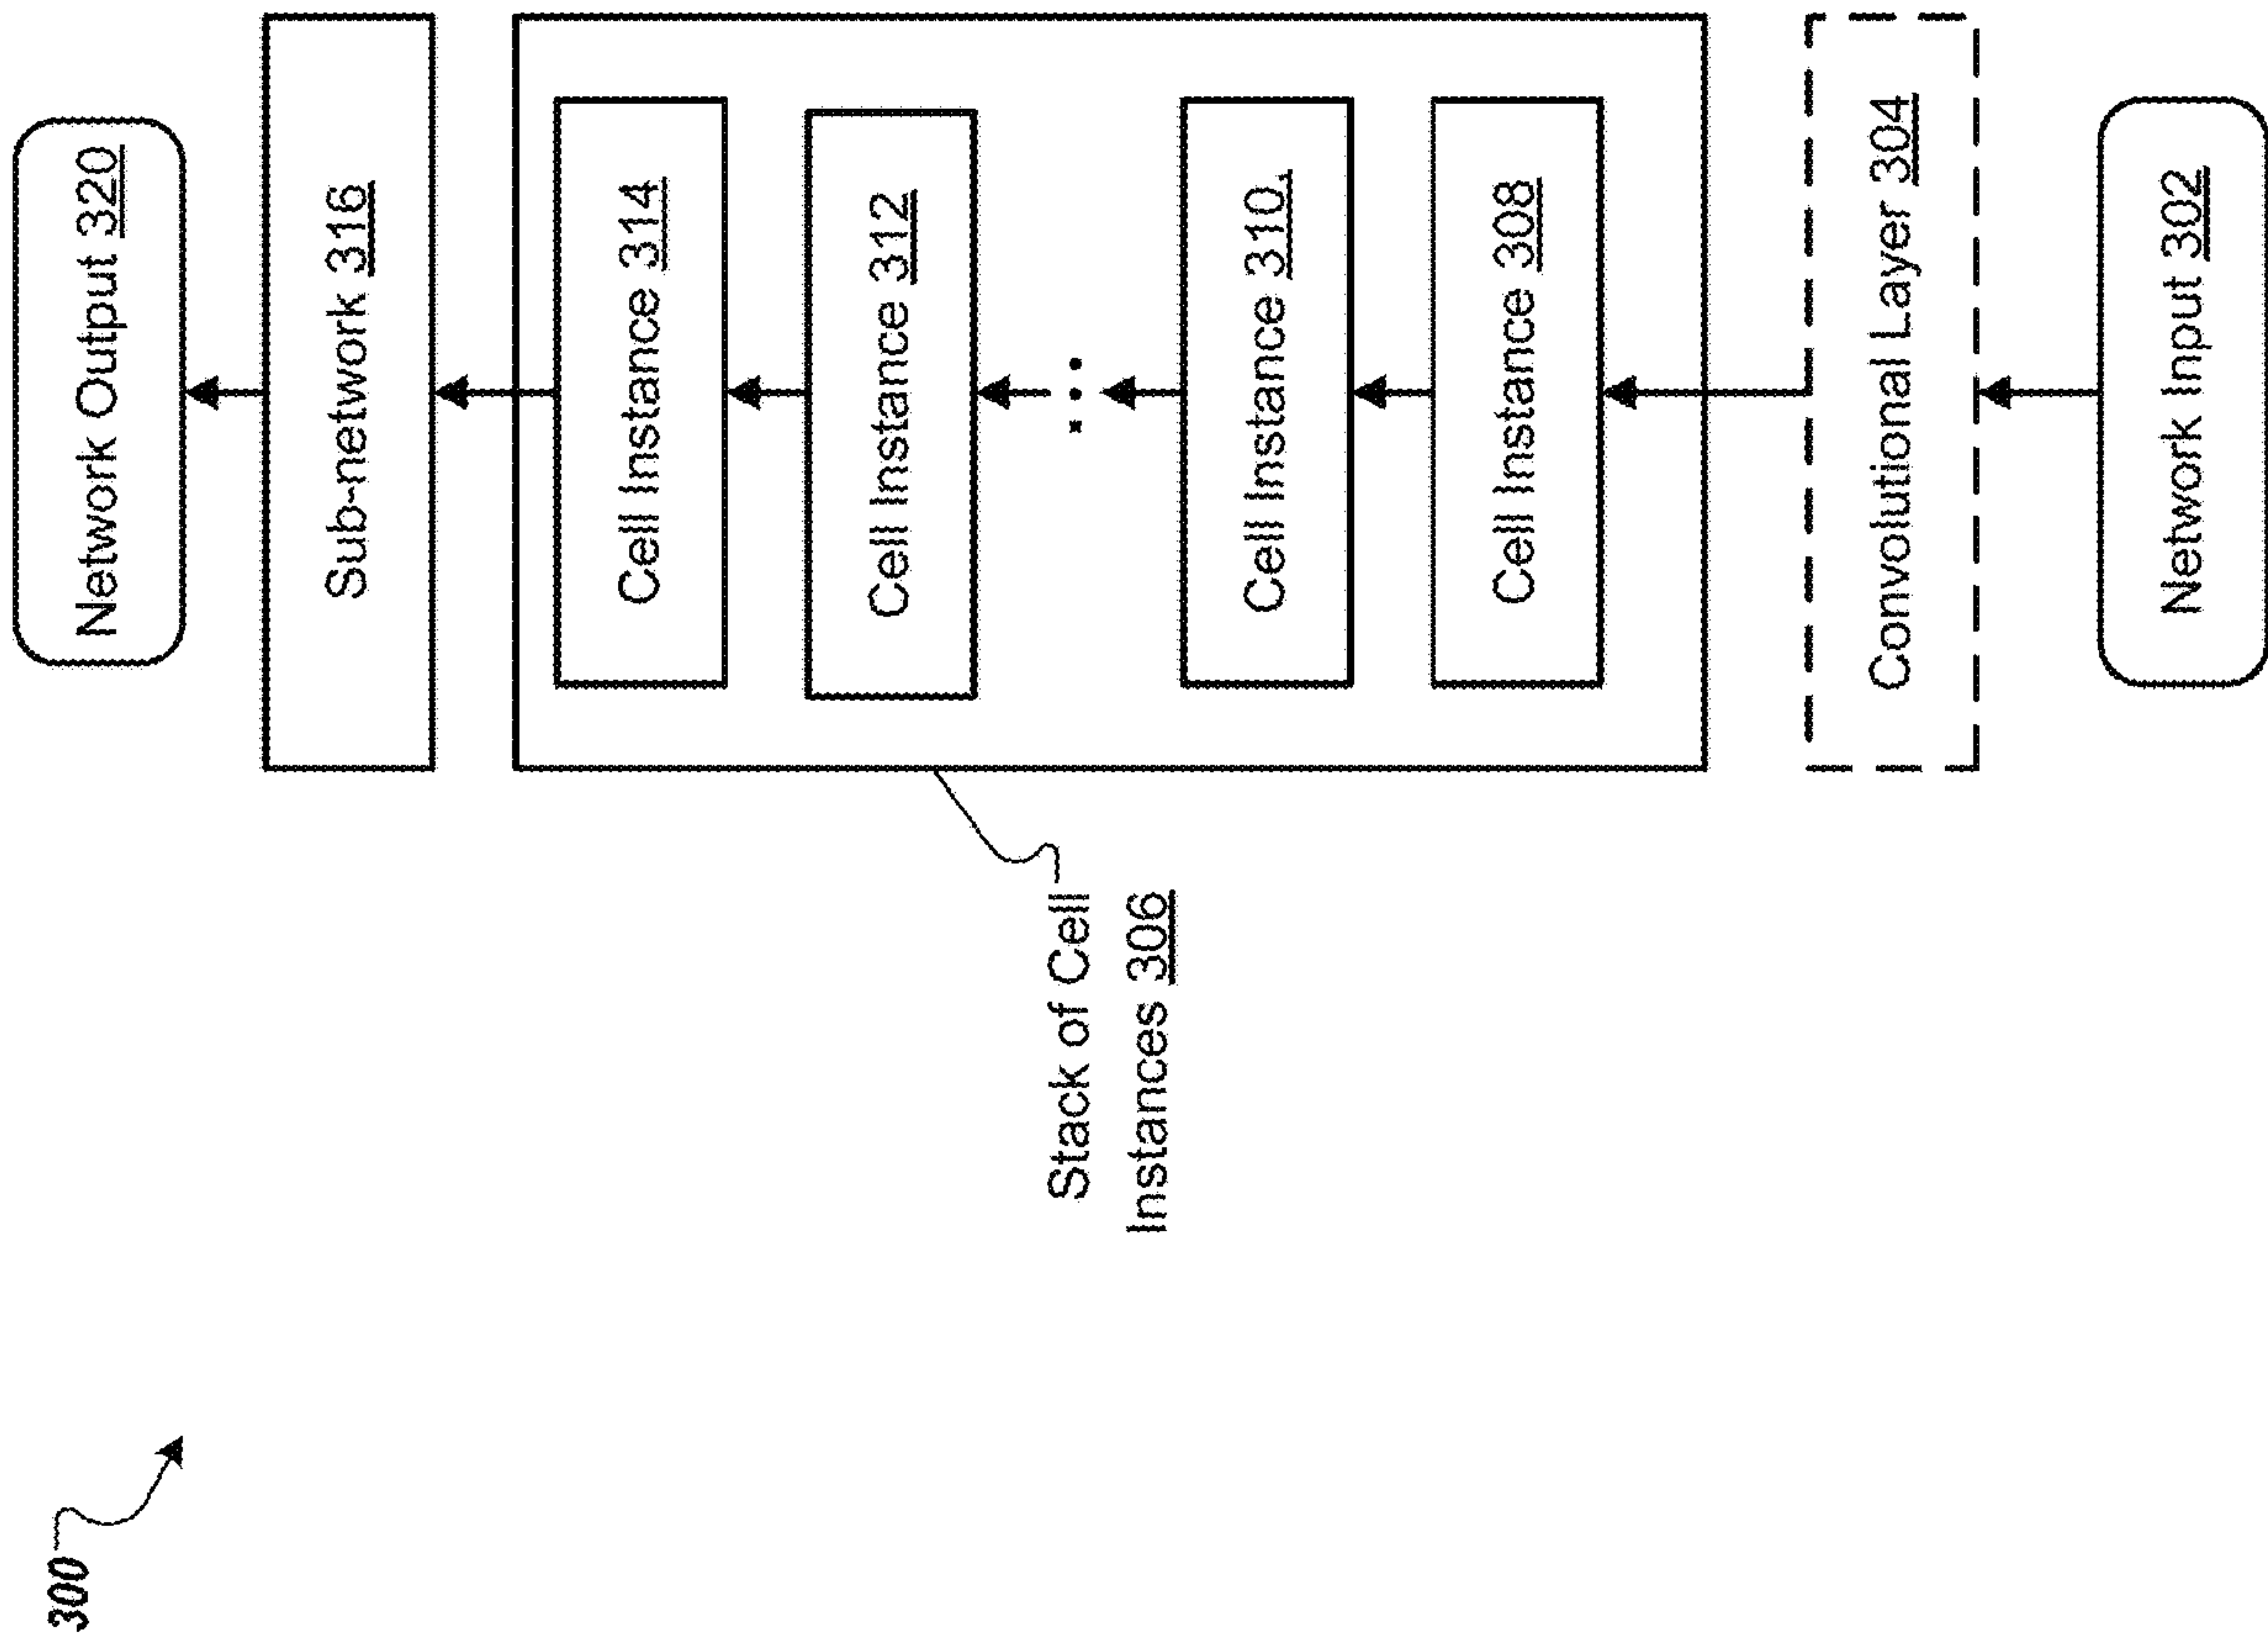 300
Network Output 320
Sub-network 316
Cell Instance 314
Cell Instance 312
Cell Instance 310
Cell Instance 308
Stack of Cell
Instances 306
Convolutional Layer 304
Network Input 302